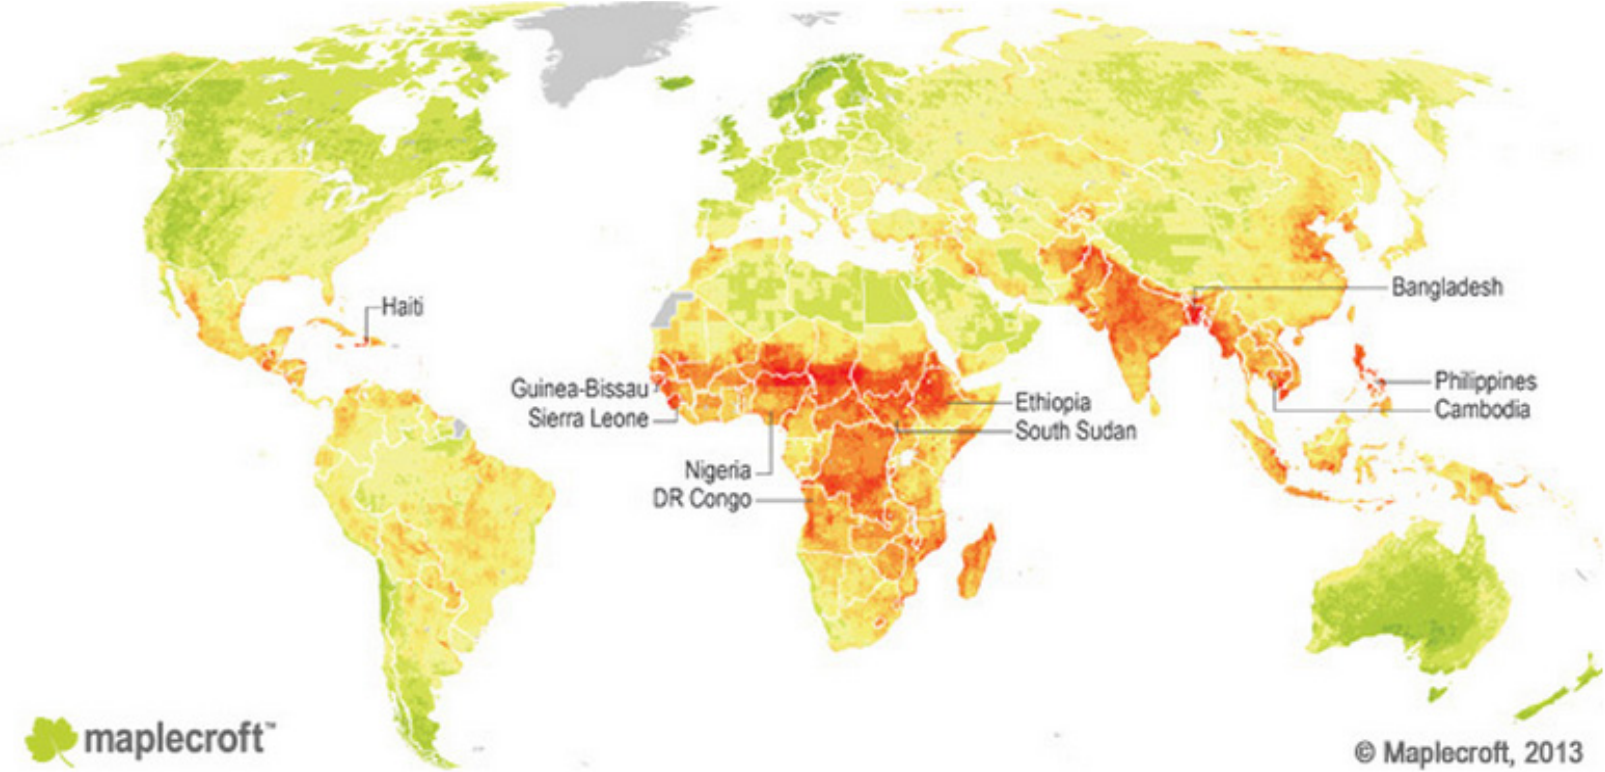 Haiti
Bangladesh
Guinea-Bissau
Sierra Leone
Philippines
Cambodia
Ethiopia
South Sudan
Nigeria
DR Congo
maplecroft™
© Maplecroft, 2013